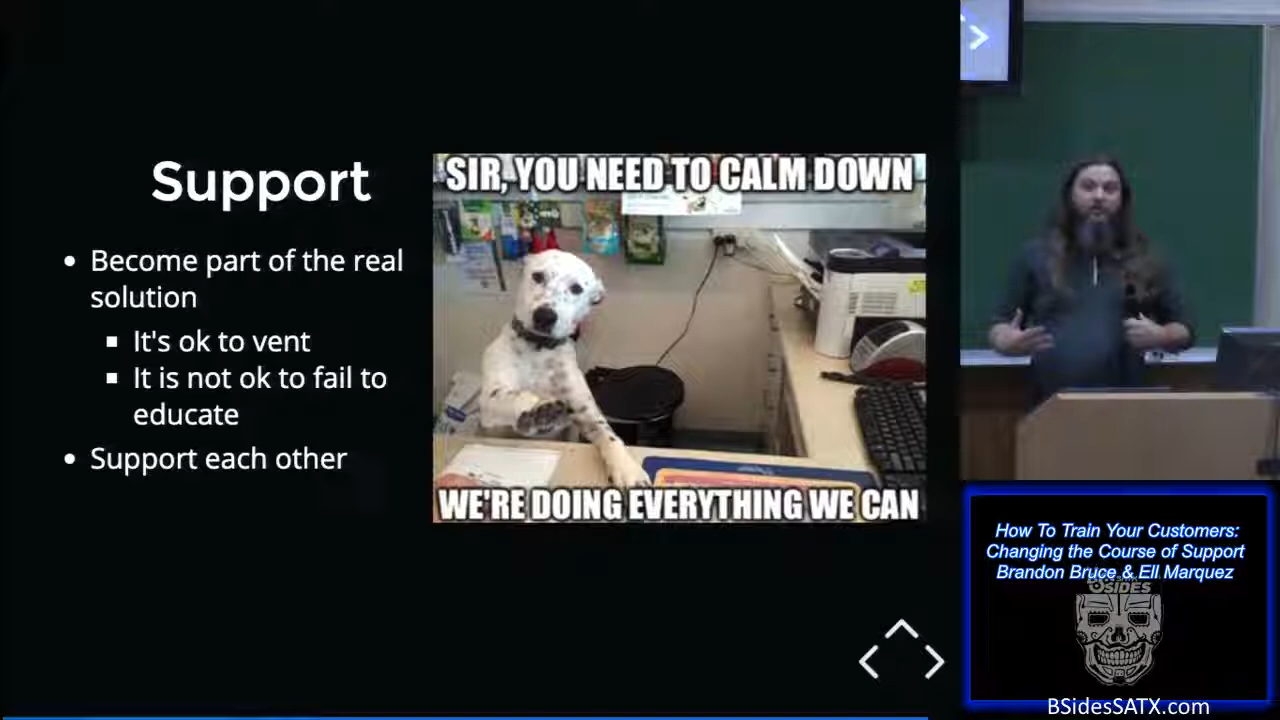 Support
Become part of the real
solution
It's ok to vent
It is not ok to fail to
educate
Support each other
SIR, YOU NEED TO CALM DOWN
WE'RE DOING EVERYTHING WE CAN
How To Train Your Customers:
Changing the Course of Support
Brandon Bruce & Ell Marquez
BSIDES
BSidesSATX.com